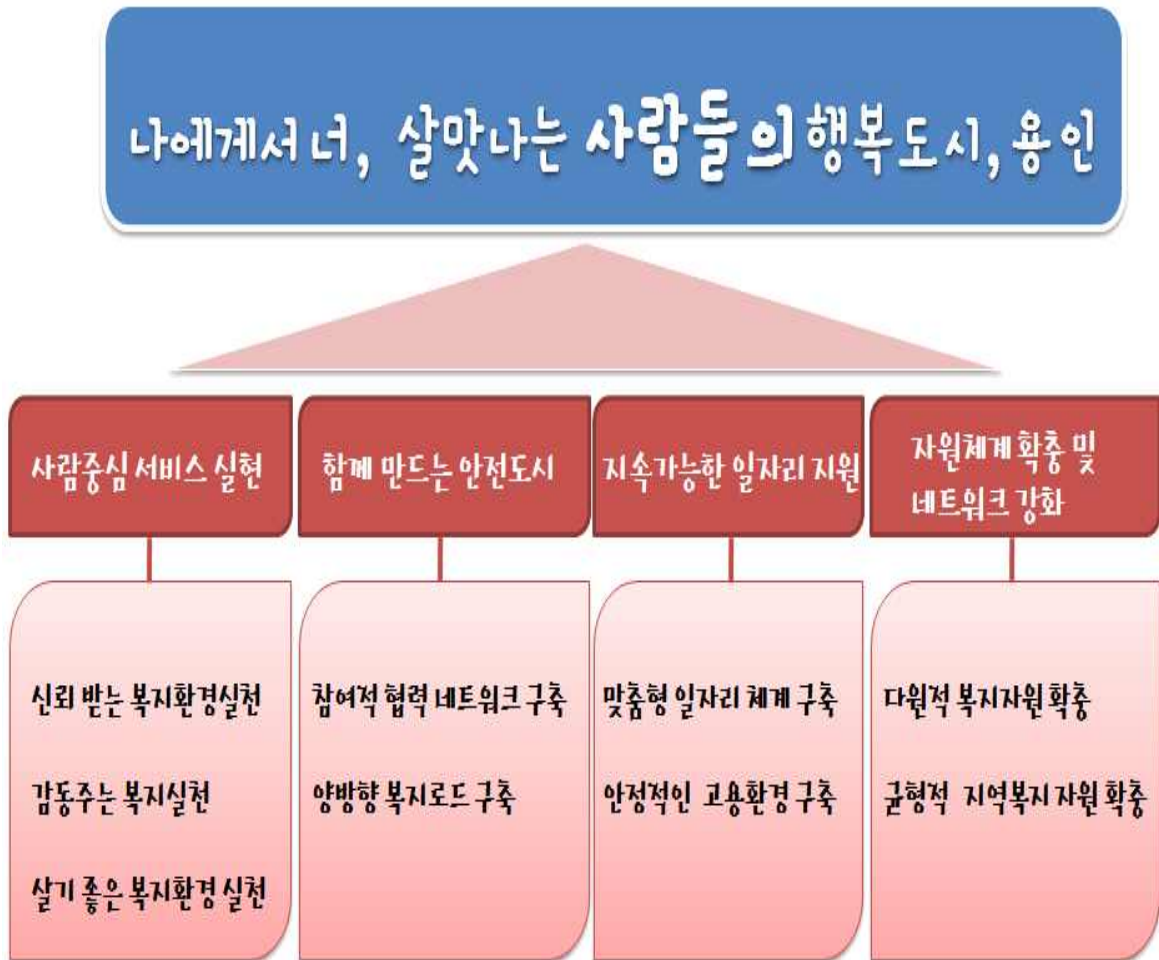 나에게서 너, 살맛나는 사람들의 행복도시, 용인
사람중심 서비스 실현
함께 만드는 안전도시
지속가능한 일자리 지원
자원체계 확충 및
네트워크 강화
신뢰 받는 복지환경실천
감동주는 복지실천
살기 좋은 복지환경 실천
참여적 협력 네트워크 구축
양방향 복지로드 구축
맞춤형 일자리 체계 구축
안정적인 고용환경 구축
다원적 복지자원 확충
균형적 지역복지 자원 확충